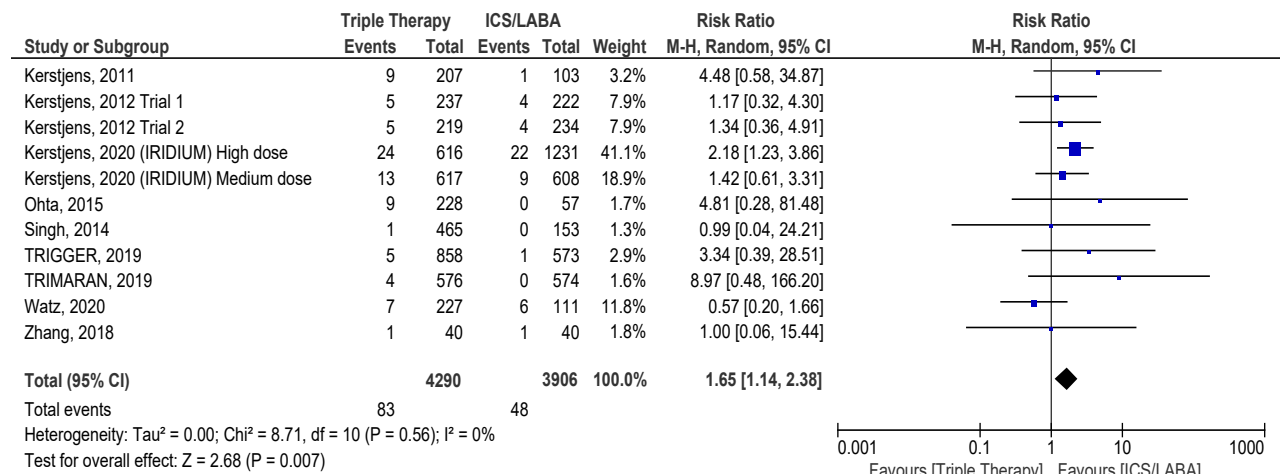 Triple Therapy ICS/LABA Risk Ratio Risk Ratio
Study or Subgroup Events Total Events Total Weight M-H, Random, 95% CI M-H, Random, 95% CI
Kerstjens, 2011 9 207 1 103 3.2% 4.48 [0.58, 34.87]
Kerstjens, 2012 Trial 1 5 237 4 222 7.9% 1.17 [0.32, 4.30]
Kerstjens, 2012 Trial 2 5 219 4 234 7.9% 1.34 [0.36, 4.91]
Kerstjens, 2020 (IRIDIUM) High dose 24 616 22 1231 41.1% 2.18 [1.23, 3.86]
Kerstjens, 2020 (IRIDIUM) Medium dose 13 617 9 608 18.9% 1.42 [0.61, 3.31]
Ohta, 2015 9 228 0 57 1.7% 4.81 [0.28, 81.48]
Singh, 2014 1 465 0 153 1.3% 0.99 [0.04, 24.21]
TRIGGER, 2019 5 858 1 573 2.9% 3.34 [0.39, 28.51]
TRIMARAN, 2019 4 576 0 574 1.6% 8.97 [0.48, 166.20]
Watz, 2020 7 227 6 111 11.8% 0.57 [0.20, 1.66]
Zhang, 2018 1 40 1 40 1.8% 1.00 [0.06, 15.44]
Total (95% CI) 4290 3906 100.0% 1.65 [1.14, 2.38]
Total events 83 48
Heterogeneity: Tau² = 0.00; Chi² = 8.71, df = 10 (P = 0.56); I² = 0%
Test for overall effect: Z = 2.68 (P = 0.007)
0.001 0.1 1 10 1000
Favours [Triple Therapy] Favours [ICS/LABA]